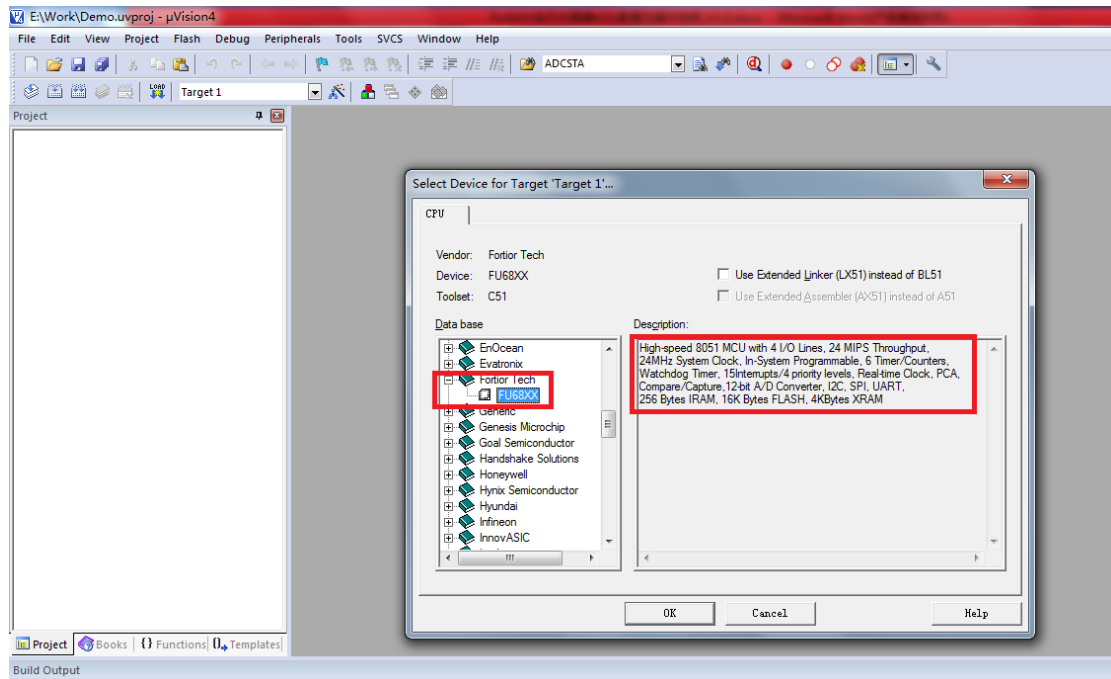 E:\Work\Demo.uvproj - µVision4
File Edit View Project Flash Debug Peripherals Tools SVCS Window Help
ADCSTA
LOAD Target 1
Project
Select Device for Target 'Target 1'...
CPU
Vendor: Fortior Tech
Device: FU68XX
Use Extended Linker (LX51) instead of BL51
Toolset: C51
Use Extended Assembler (AX51) instead of A51
Data base
Description:
EnOcean
Evatronix
Fortior Tech
FU68XX
Generic
Genesis Microchip
Goal Semiconductor
Handshake Solutions
Honeywell
Hynix Semiconductor
Hyundai
Infineon
InnovASIC
High-speed 8051 MCU with 4 I/O Lines, 24 MIPS Throughput,
24MHz System Clock, In-System Programmable, 6 Timer/Counters,
Watchdog Timer, 15Interrupts/4 priority levels, Real-time Clock, PCA,
Compare/Capture,12-bit A/D Converter, I2C, SPI, UART,
256 Bytes IRAM, 16K Bytes FLASH, 4KBytes XRAM
OK Cancel Help
Project Books {} Functions 0. Templates
Build Output